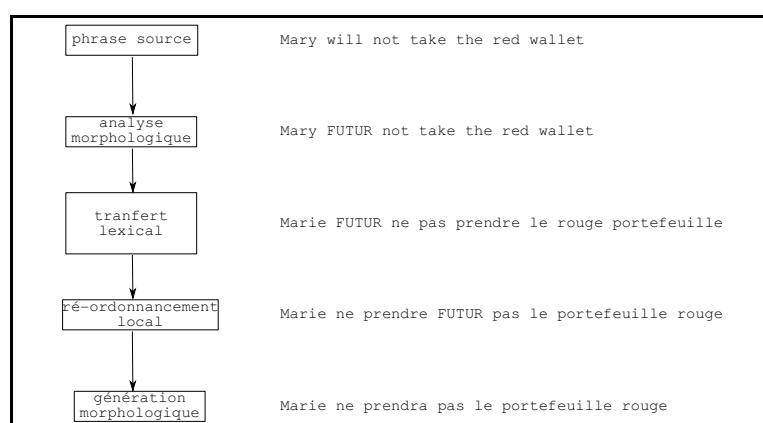 phrase source
Mary will not take the red wallet
analyse
morphologique
Mary FUTUR not take the red wallet
tranfert
lexical
Marie FUTUR ne pas prendre le rouge portefeuille
ré-ordonnancement
local
Marie ne prendre FUTUR pas le portefeuille rouge
génération
morphologique
Marie ne prendra pas le portefeuille rouge